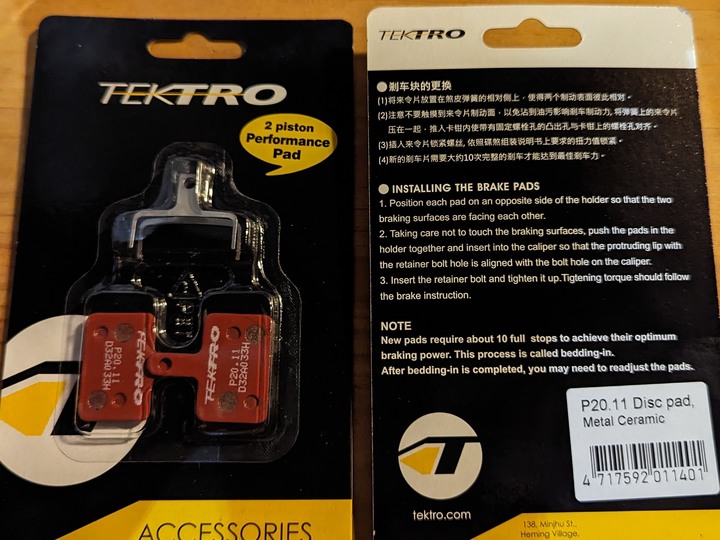 TEKTRO
2 piston
Performance
Pad
TEKTRO
P20.11
D32A033H
TEKTRO
P20.11
D32A033H
ACCESSORIES
TEKTRO
●刹车块的更换
(1)将来令片放置在煞皮弹簧的相对侧上，使得两个制动表面彼此相对。
(2)注意不要触摸到来令片制动面，以免沾到油污影响刹车制动力, 将弹簧上的来令片
压在一起，推入卡钳内使带有固定螺栓孔的凸出孔与卡钳上的螺栓孔对齐。
(3)插入来令片锁紧螺丝, 依照碟煞组装说明书上要求的扭力值锁紧。
(4)新的刹车片需要大约10次完整的刹车才能达到最佳刹车力。
● INSTALLING THE BRAKE PADS
1. Position each pad on an opposite side of the holder so that the two
braking surfaces are facing each other.
2. Taking care not to touch the braking surfaces, push the pads in the
holder together and insert into the caliper so that the protruding lip with
the retainer bolt hole is aligned with the bolt hole on the caliper.
3. Insert the retainer bolt and tighten it up.Tigtening torque should follow
the brake instruction.
NOTE
New pads require about 10 full stops to achieve their optimum
braking power. This process is called bedding-in.
After bedding-in is completed, you may need to readjust the pads.
P20.11 Disc pad,
Metal Ceramic
4 717592 011401
tektro.com
138, Minjhu St.,
Heming Village,